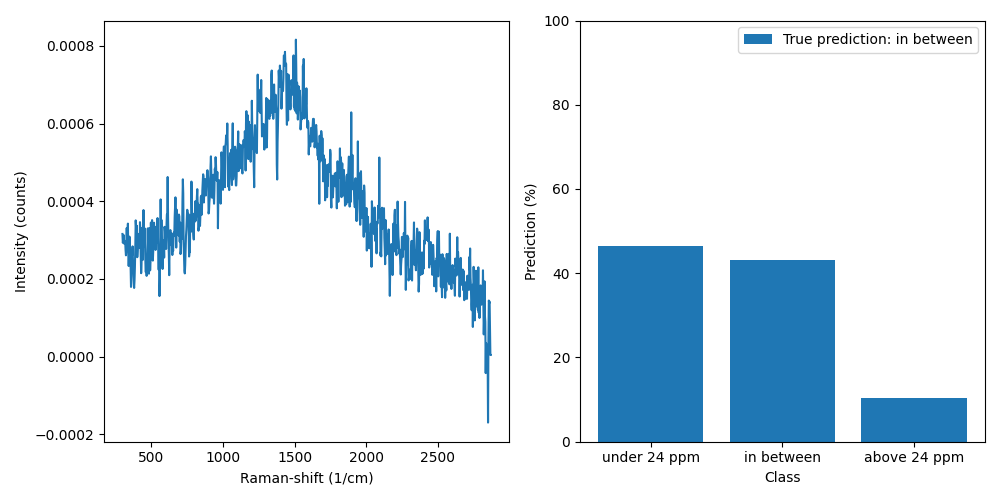 0.0008
0.0006
0.0004
0.0002
0.0000
−0.0002
Intensity (counts)
500
1000
1500
2000
2500
Raman-shift (1/cm)
100
80
60
40
20
0
Prediction (%)
True prediction: in between
under 24 ppm
in between
above 24 ppm
Class